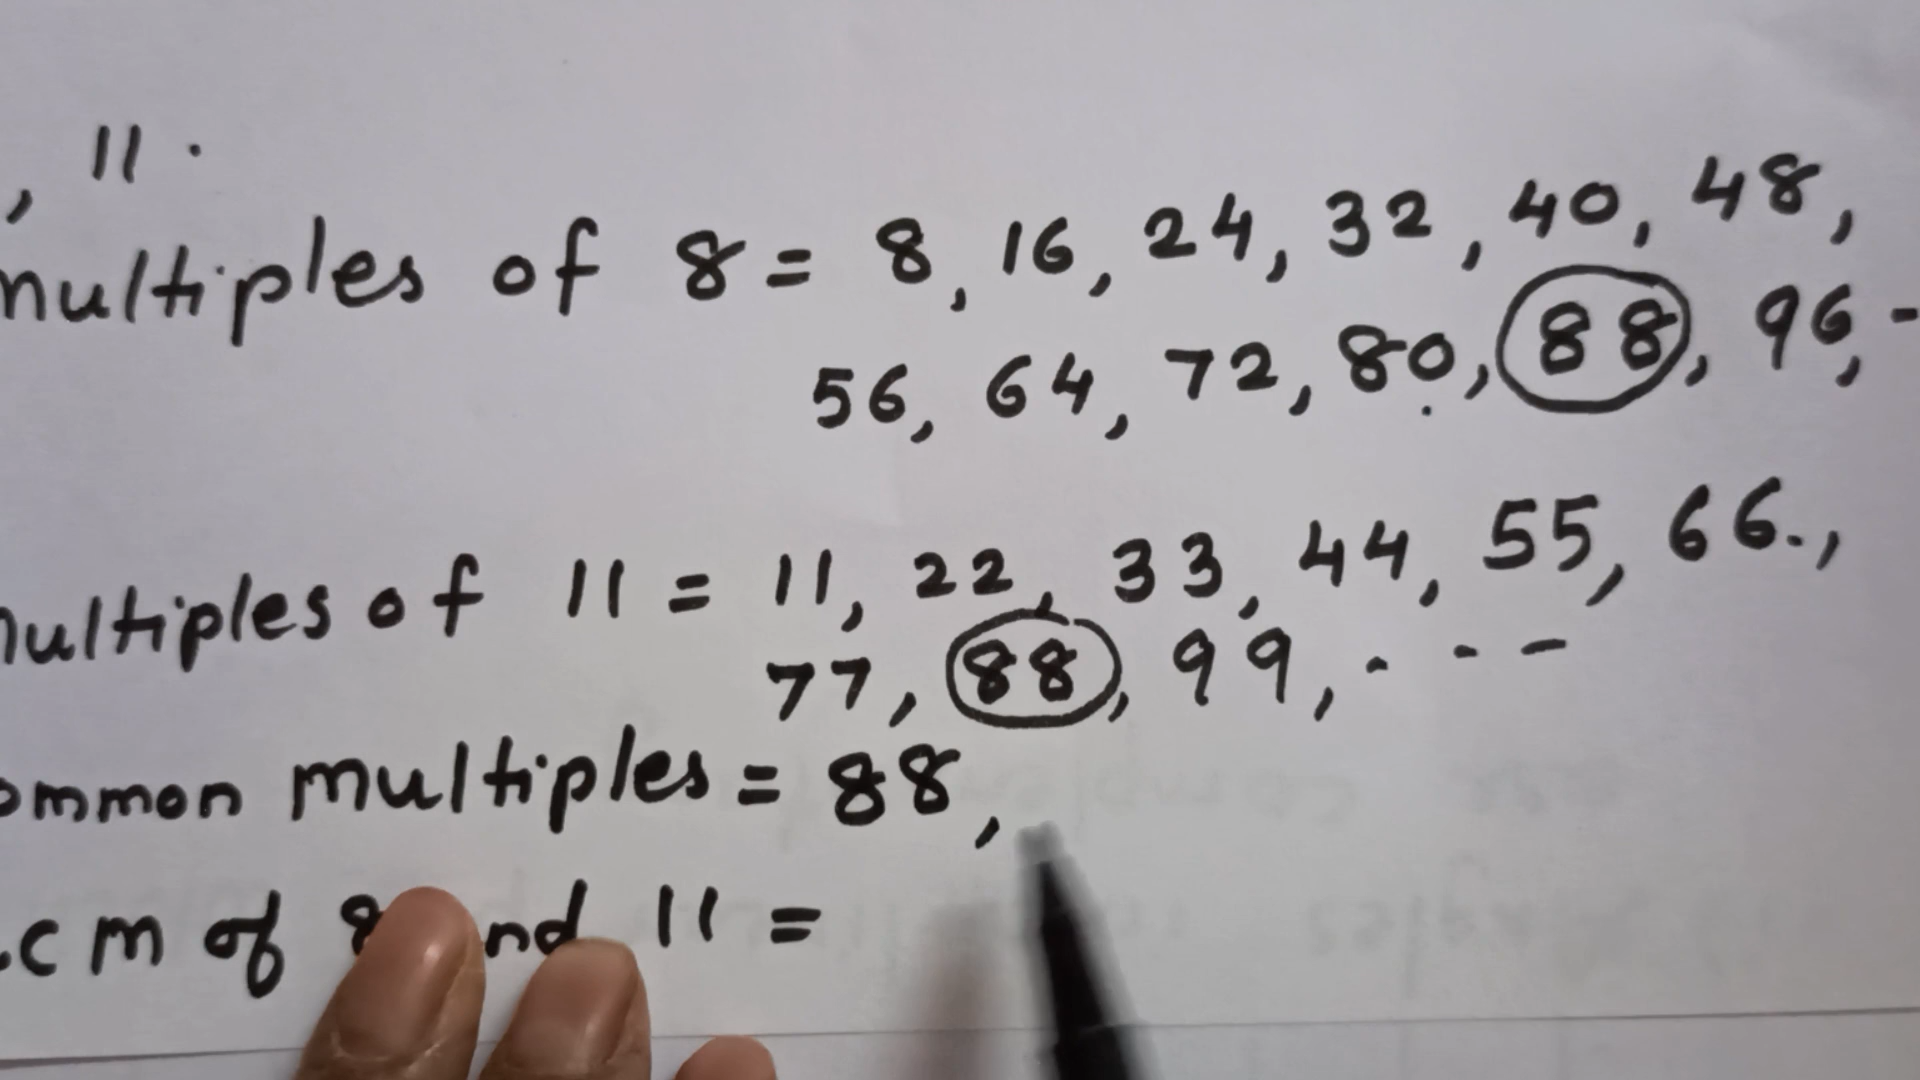 , 11.
multiples of 8 = 8, 16, 24, 32, 40, 48,
56, 64, 72, 80, 88, 96, -
multiples of 11 = 11, 22, 33, 44, 55, 66.,
77, 88, 99, . - -
ommon multiples = 88,
.cm of 8 nd 11 =